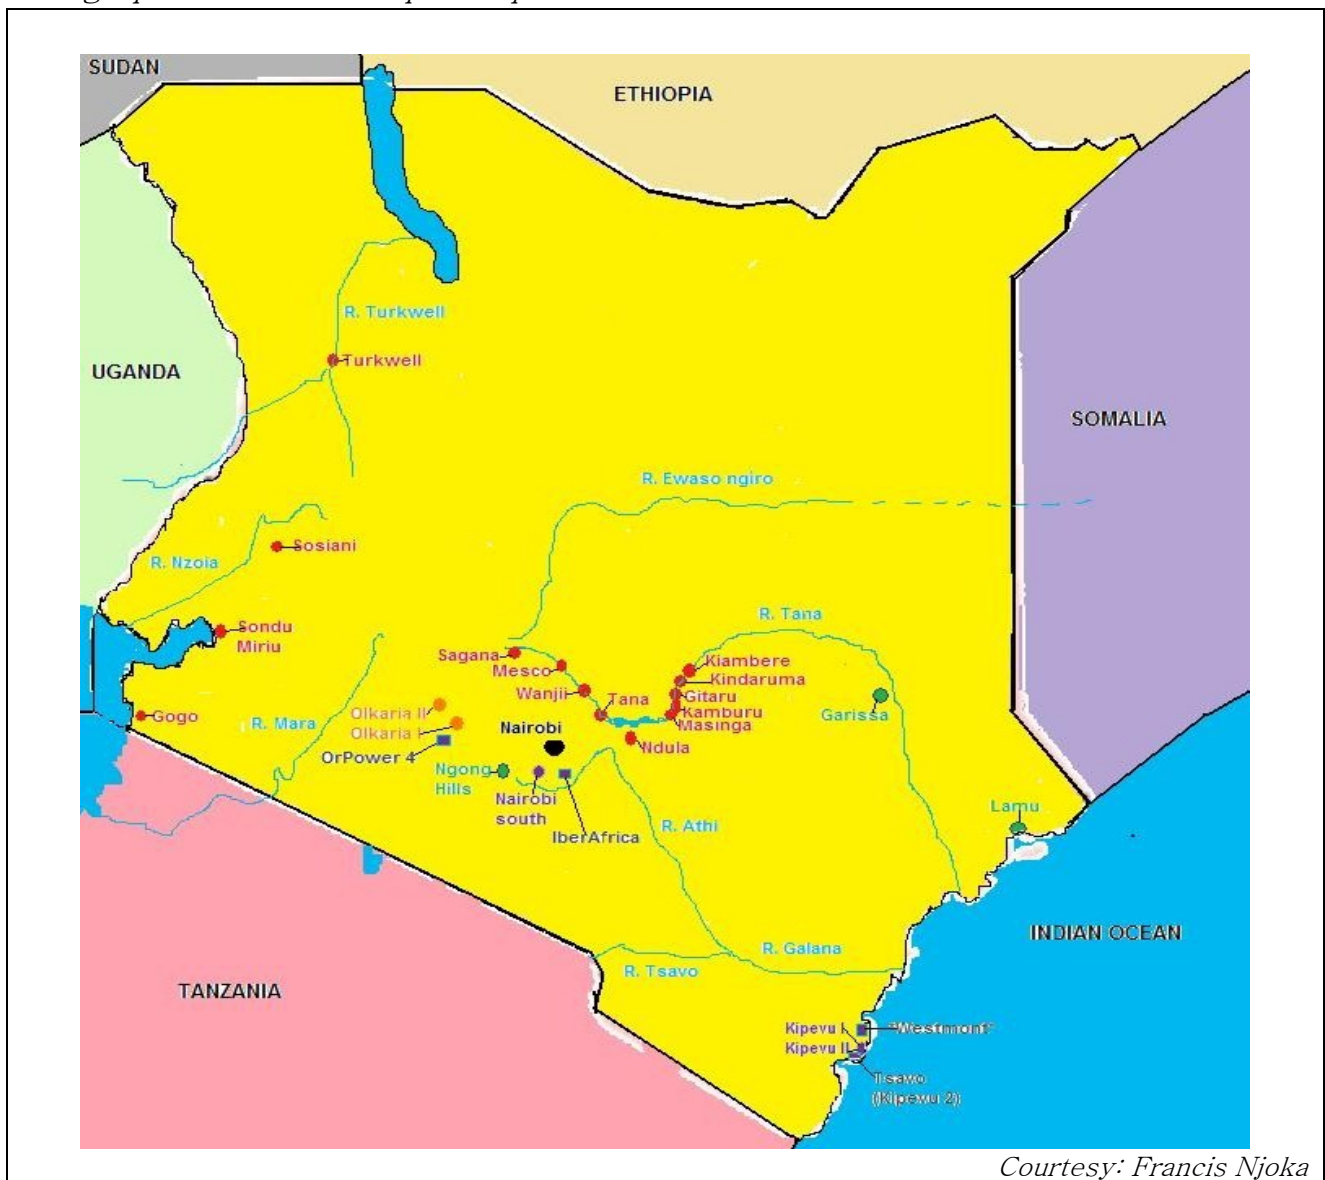 SUDAN
ETHIOPIA
R. Turkwell
Turkwell
UGANDA
SOMALIA
R. Ewaso ngiro
Sosiani
R. Nzoia
R. Tana
Sondu
Miriu
Sagana
Mesco
Kiambere
Kindaruma
Wanjii
Tana
Gitaru
Kamburu
Masinga
Garissa
Gogo
R. Mara
Olkaria II
Olkaria I
Nairobi
OrPower 4
Ndula
Ngong
Hills
Nairobi
south
IberAfrica
R. Athi
Lamu
INDIAN OCEAN
R. Galana
R. Tsavo
TANZANIA
Kipevu I
"Westmont"
Kipevu II
Tsavo
((Kipevu 2))
Courtesy: Francis Njoka